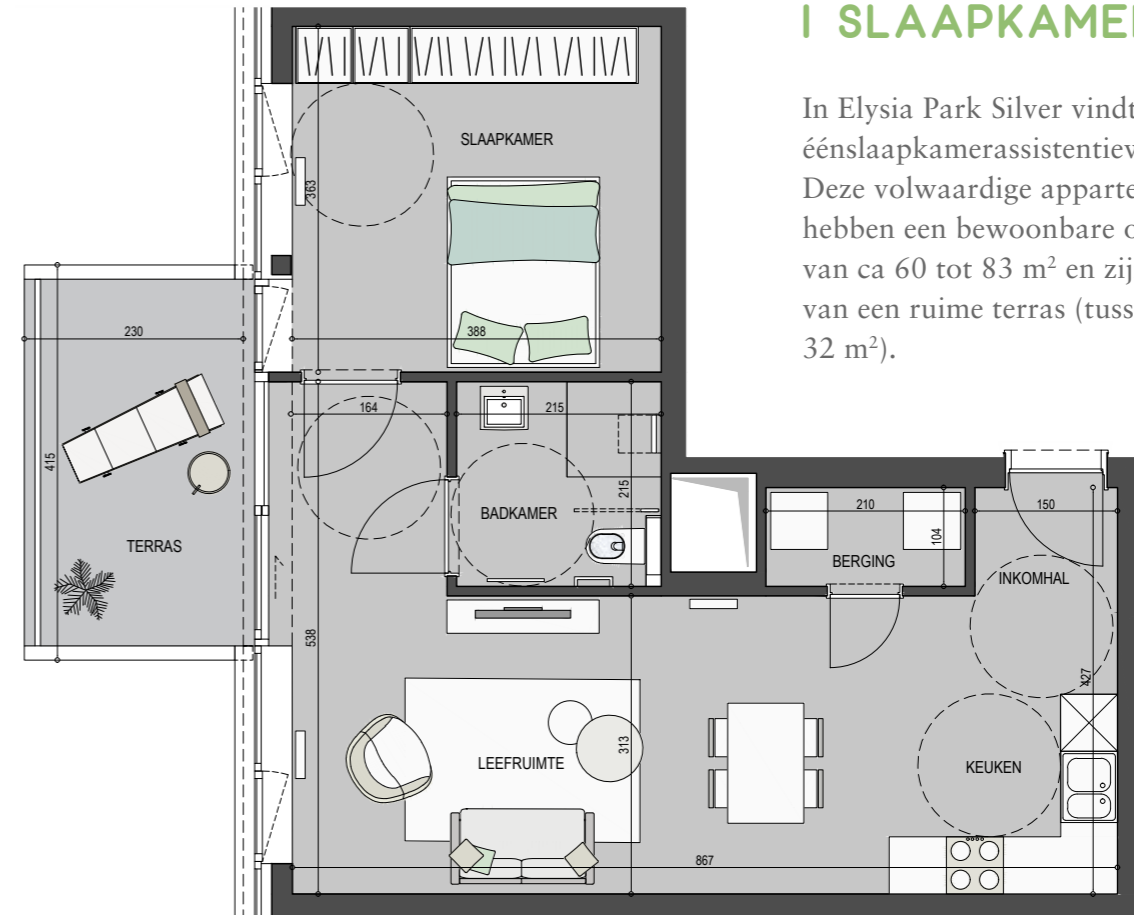 I SLAAPKAMER
In Elysia Park Silver vindt
éénslaapkamerassistentiew
Deze volwaardige apparte
hebben een bewoonbare o
van ca 60 tot 83 m² en zij
van een ruime terras (tuss
32 m²).
SLAAPKAMER
363
388
230
415
TERRAS
164
215
215
BADKAMER
210
104
BERGING
150
INKOMHAL
538
427
313
LEEFRUIMTE
KEUKEN
867